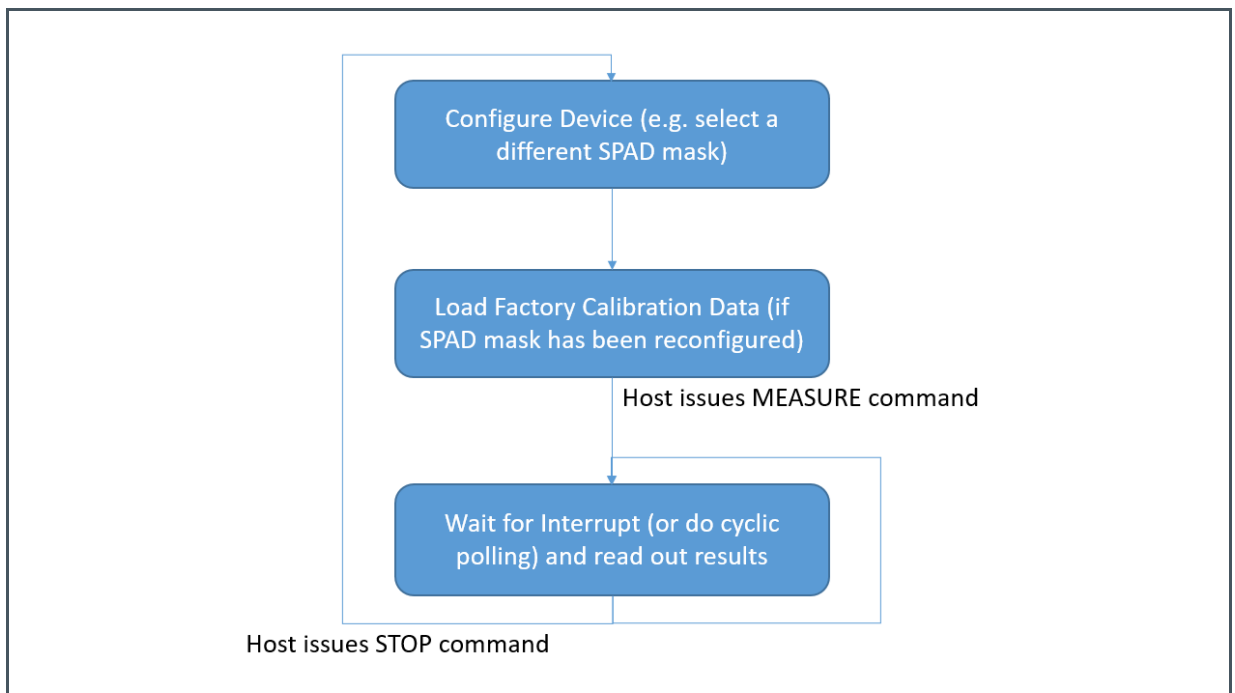 Configure Device (e.g. select a
different SPAD mask)
Load Factory Calibration Data (if
SPAD mask has been reconfigured)
Host issues MEASURE command
Wait for Interrupt (or do cyclic
polling) and read out results
Host issues STOP command